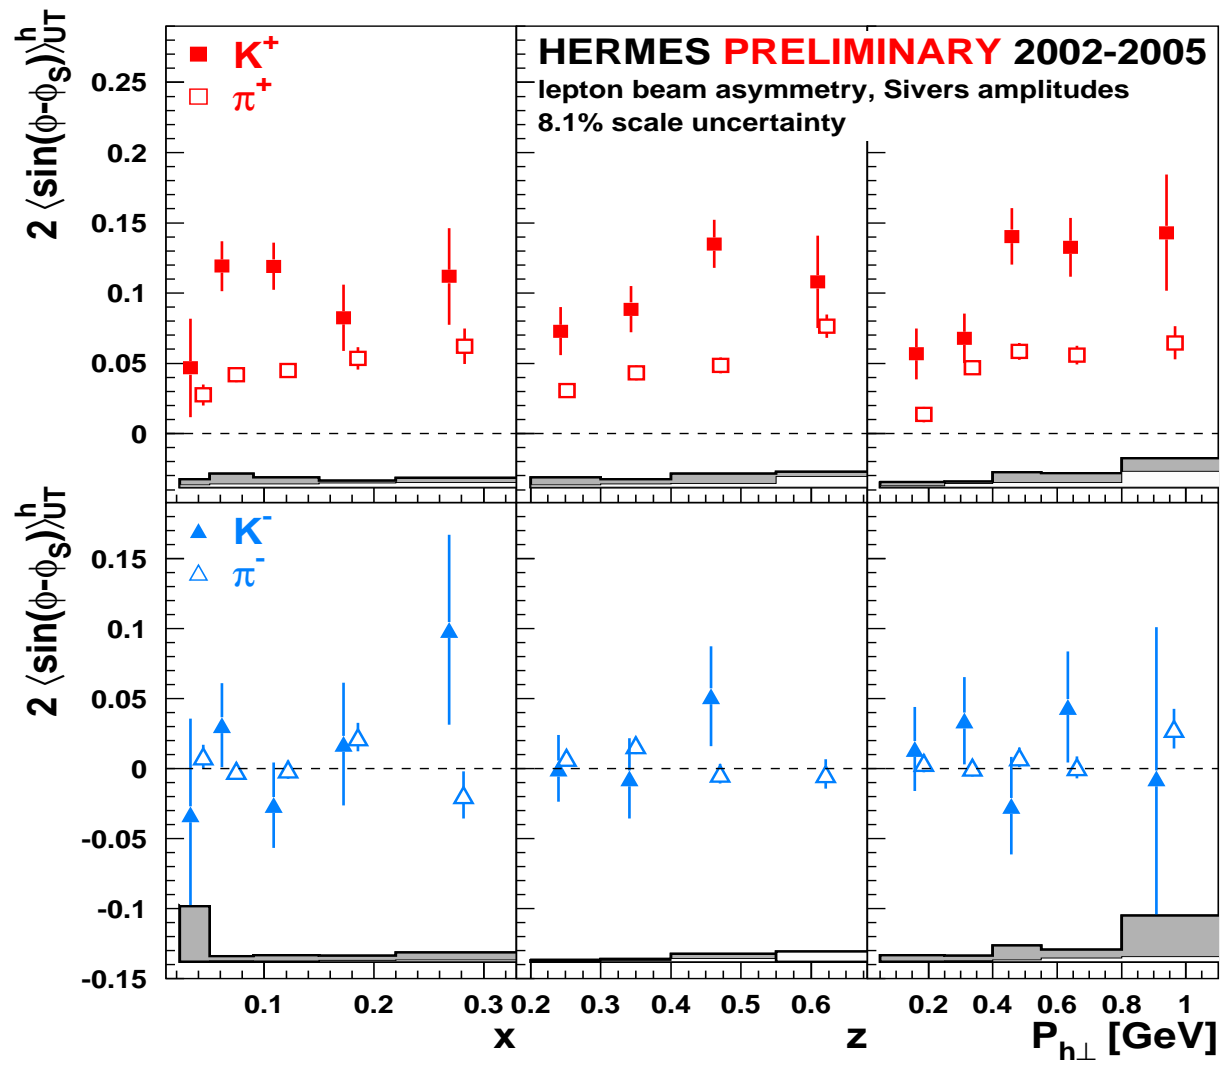 2 ⟨sin(ϕ-ϕS)⟩hUT
K+
π+
HERMES PRELIMINARY 2002-2005
lepton beam asymmetry, Sivers amplitudes
8.1% scale uncertainty
0.25
0.2
0.15
0.1
0.05
0
2 ⟨sin(ϕ-ϕS)⟩hUT
K-
π-
0.15
0.1
0.05
0
-0.05
-0.1
-0.15
0.1 0.2 0.3 0.2 0.3 0.4 0.5 0.6 0.2 0.4 0.6 0.8 1
x z Ph⊥ [GeV]